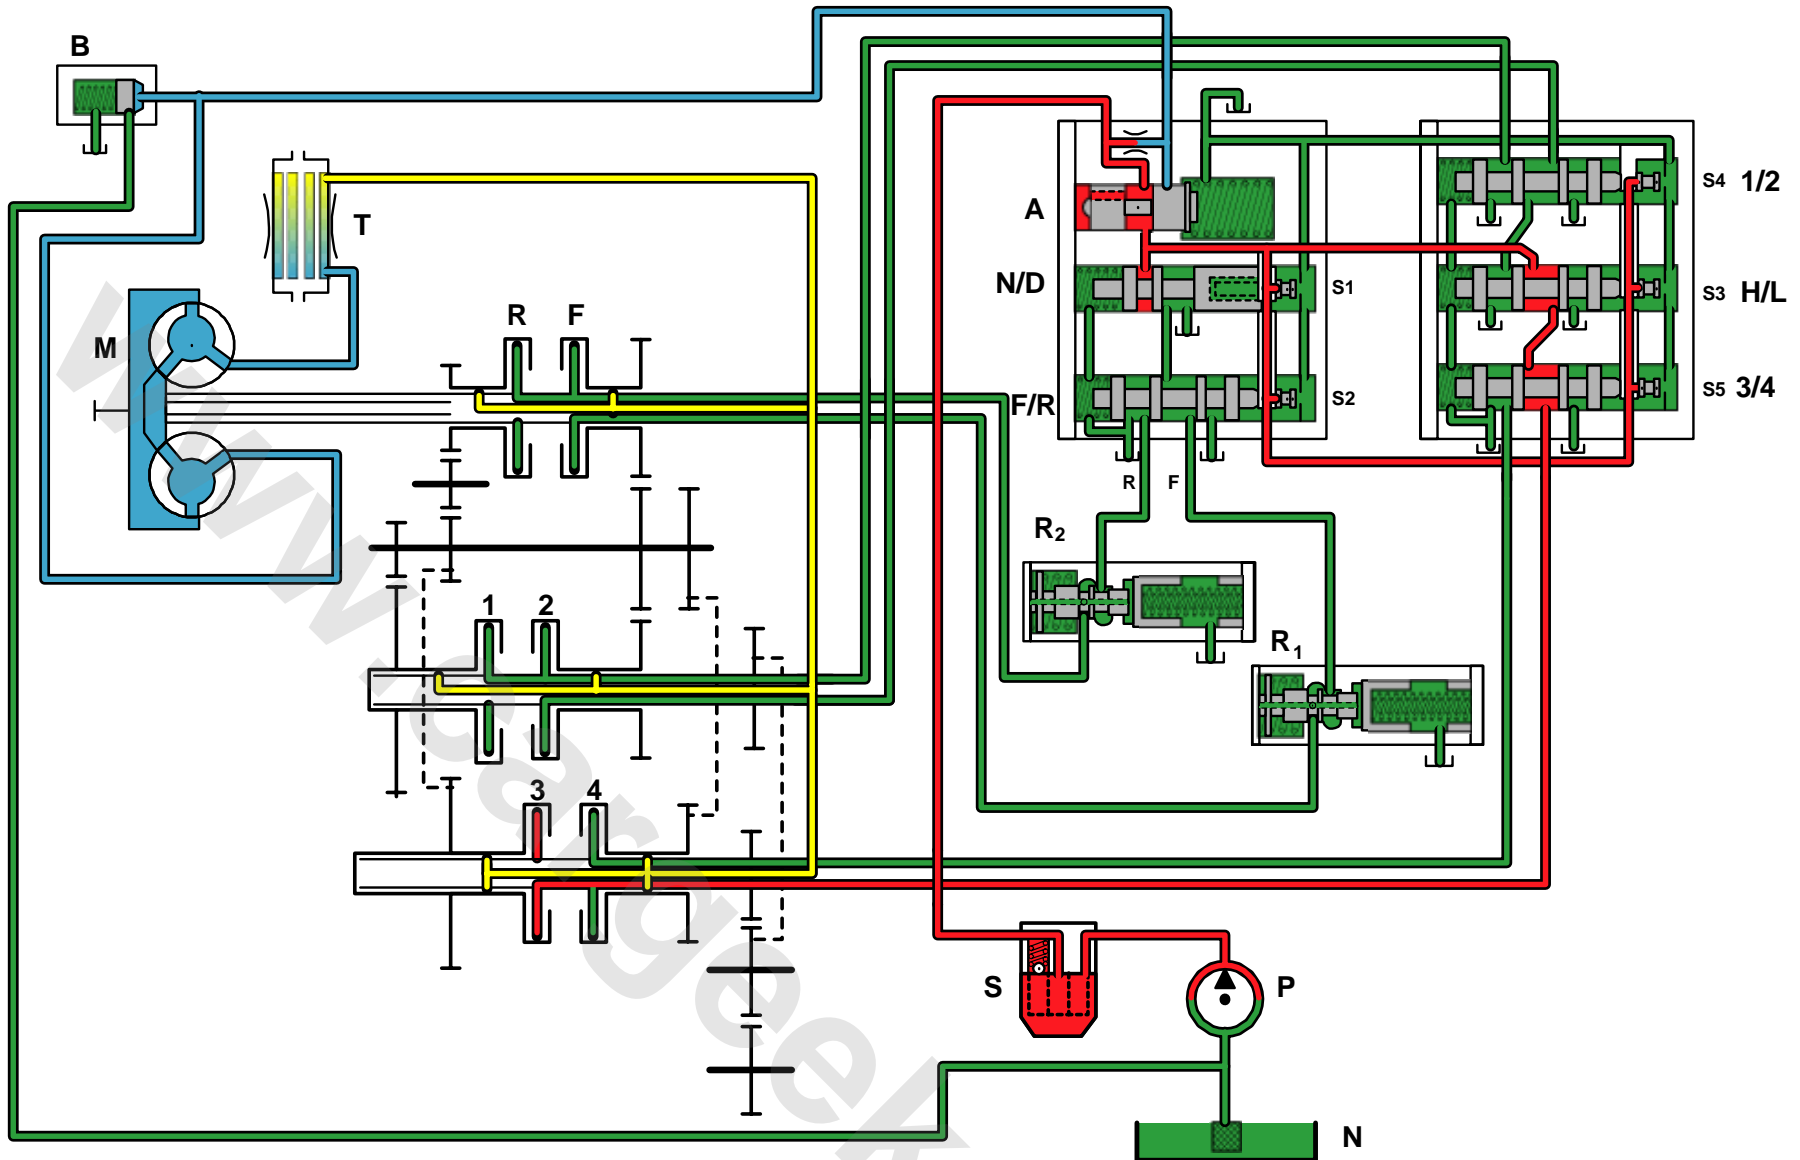 B
T
M
R F
A
N/D
S1
F/R
S2
R F
S4 1/2
S3 H/L
S5 3/4
R2
R1
1 2
3 4
S
P
N
www.cargeek